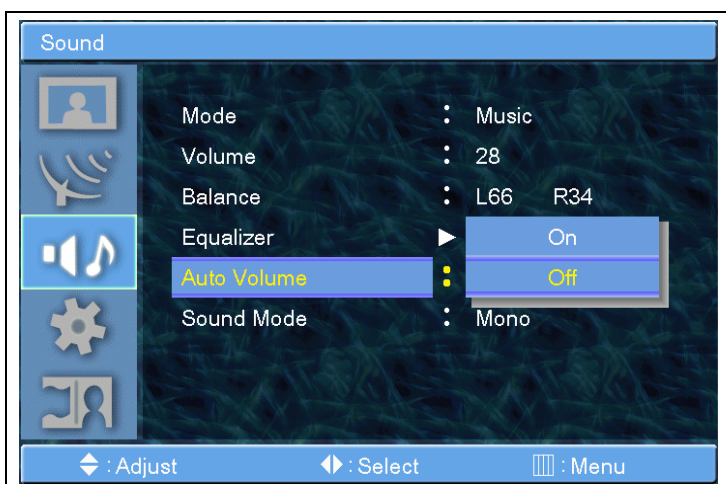 Sound
Mode : Music
Volume : 28
Balance : L66 R34
Equalizer On
Auto Volume : Off
Sound Mode : Mono
: Adjust : Select : Menu